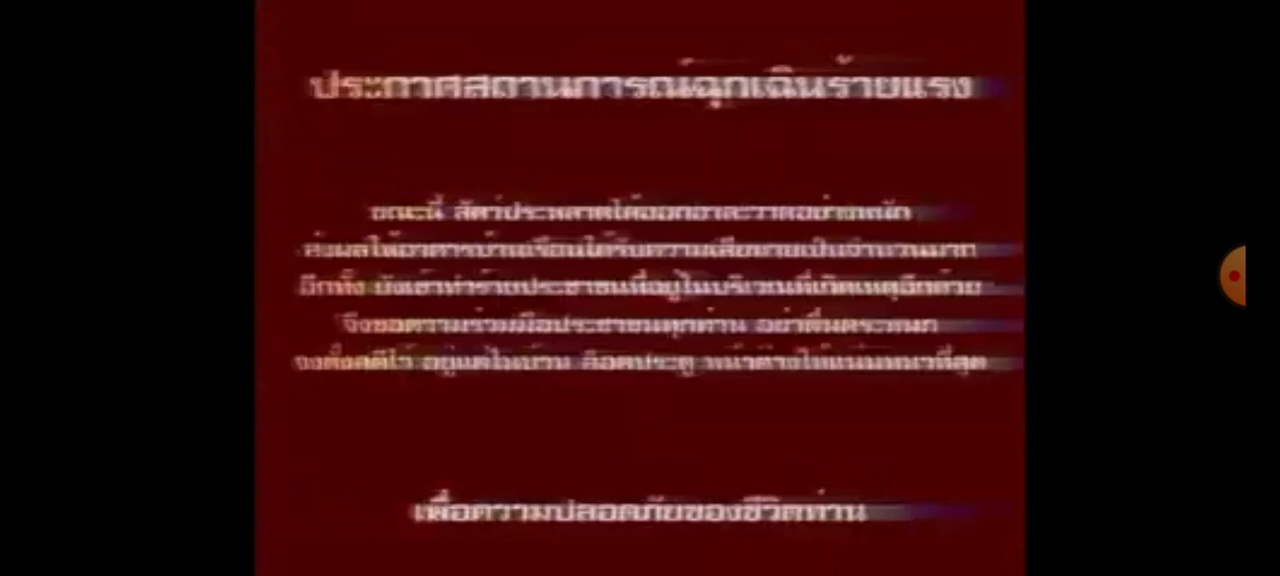 ประกาศสถานการณ์ฉุกเฉินร้ายแรง
ขณะนี้ สัตว์ประหลาดได้ออกอาละวาดอย่างหนัก
ส่งผลให้อาคารบ้านเรือนได้รับความเสียหายเป็นจำนวนมาก
อีกทั้ง ยังเข้าทำร้ายประชาชนที่อยู่ในบริเวณที่เกิดเหตุอีกด้วย
จึงขอความร่วมมือประชาชนทุกท่าน อย่าตื่นตระหนก
จงตั้งสติไว้ อยู่แต่ในบ้าน ล็อคประตู หน้าต่างให้แน่นหนาที่สุด
เพื่อความปลอดภัยของชีวิตท่าน